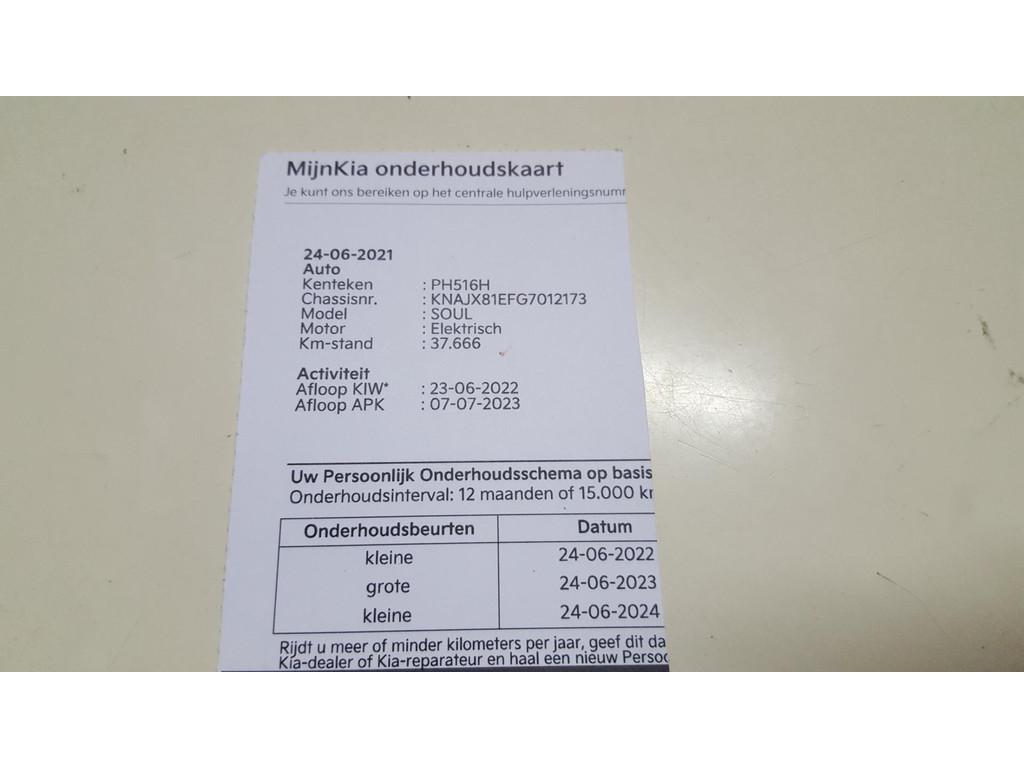 MijnKia onderhoudskaart
Je kunt ons bereiken op het centrale hulpverleningsnumr
24-06-2021
Auto
Kenteken : PH516H
Chassisnr. : KNAJX81EFG7012173
Model : SOUL
Motor : Elektrisch
Km-stand : 37.666
Activiteit
Afloop KIW* : 23-06-2022
Afloop APK : 07-07-2023
Uw Persoonlijk Onderhoudsschema op basis
Onderhoudsinterval: 12 maanden of 15.000 kr
Onderhoudsbeurten Datum
kleine 24-06-2022
grote 24-06-2023
kleine 24-06-2024
Rijdt u meer of minder kilometers per jaar, geef dit da
Kia-dealer of Kia-reparateur en haal een nieuw Persoo